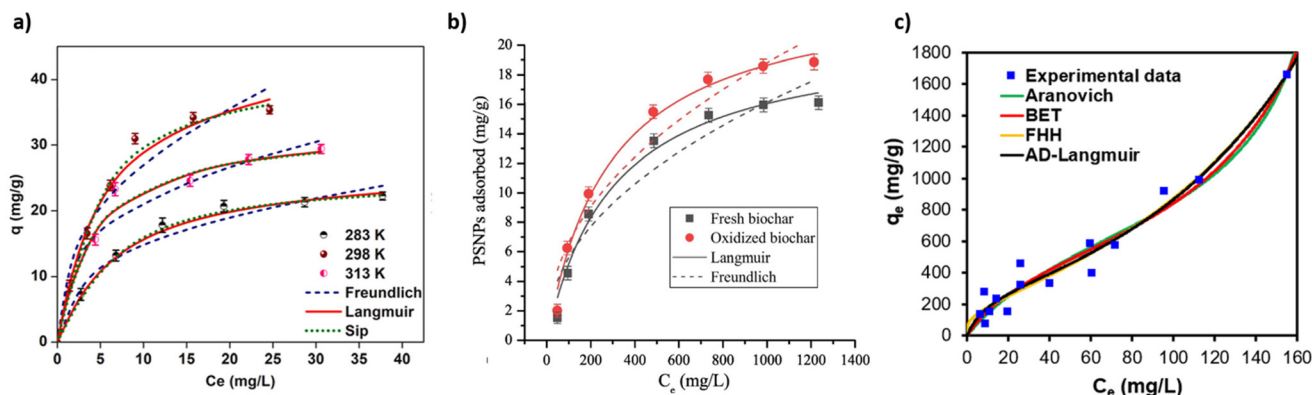 a)
q (mg/g)
40
30
20
10
0
0
5
10
15
20
25
30
35
40
Ce (mg/L)
283 K
298 K
313 K
Freundlich
Langmuir
Sip
b)
PSNPs adsorbed (mg/g)
20
18
16
14
12
10
8
6
4
2
0
0
200
400
600
800
1000
1200
1400
Ce (mg/L)
Fresh biochar
Oxidized biochar
Langmuir
Freundlich
c)
qe (mg/g)
1800
1600
1400
1200
1000
800
600
400
200
0
0
20
40
60
80
100
120
140
160
Ce (mg/L)
Experimental data
Aranovich
BET
FHH
AD-Langmuir